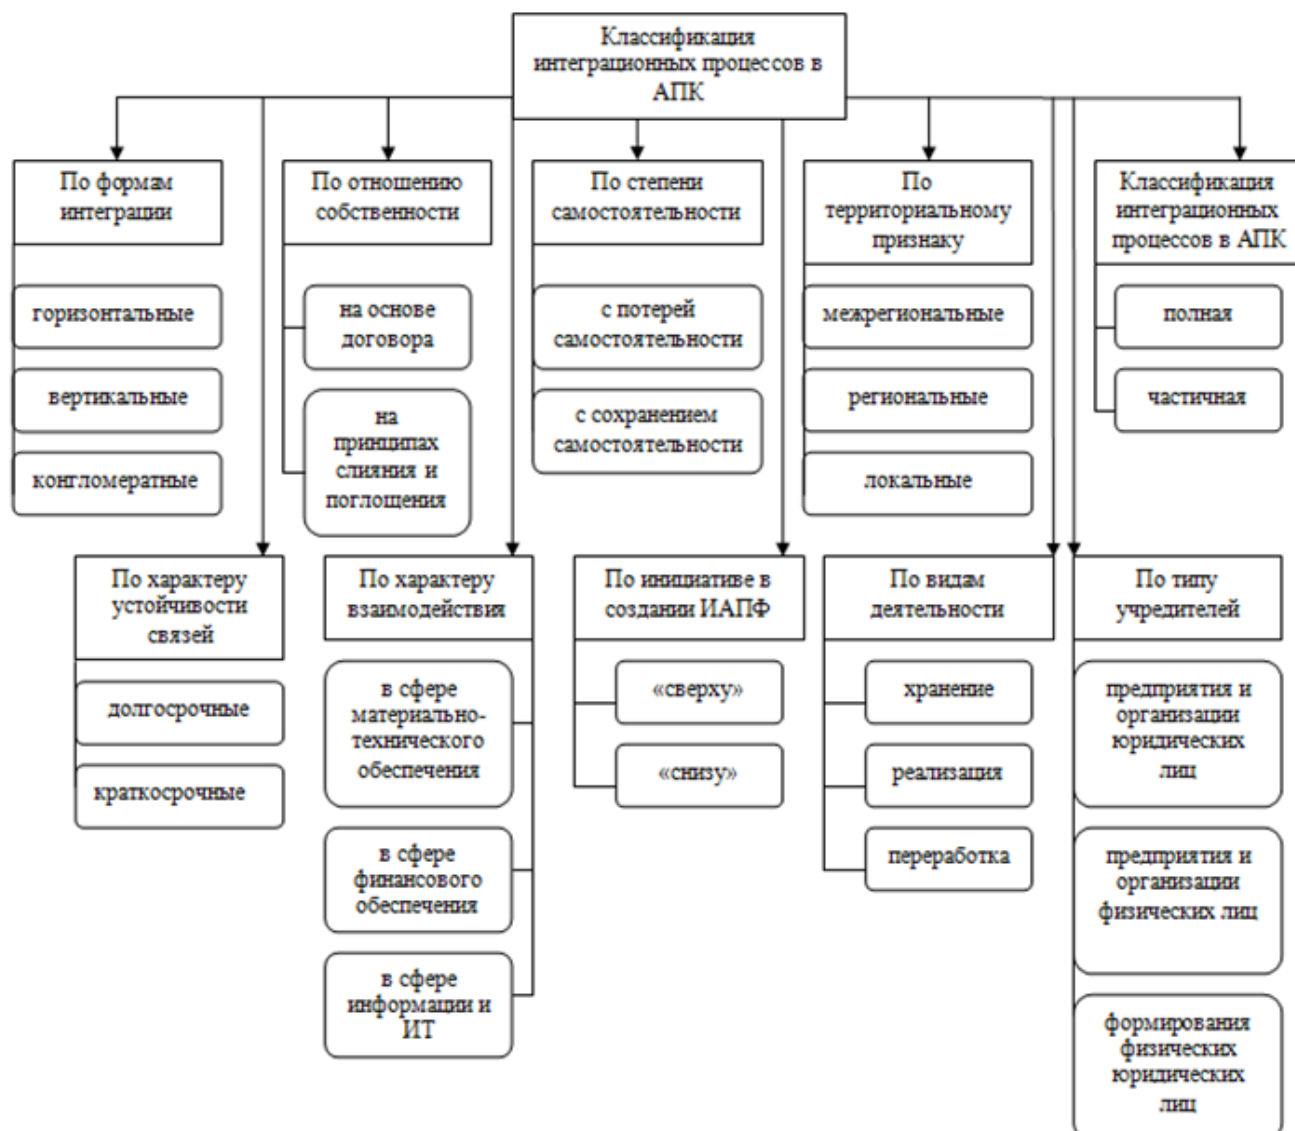 Классификация
интеграционных процессов в
АПК
По формам
интеграции
горизонтальные
вертикальные
конгломератные
По отношению
собственности
на основе
договора
на
принципах
слияния и
поглощения
По степени
самостоятельности
с потерей
самостоятельности
с сохранением
самостоятельности
По
территориальному
признаку
межрегиональные
региональные
локальные
Классификация
интеграционных
процессов в АПК
полная
частичная
По характеру
устойчивости
связей
долгосрочные
краткосрочные
По характеру
взаимодействия
в сфере
материально-
технического
обеспечения
в сфере
финансового
обеспечения
в сфере
информации и
ИТ
По инициативе в
создании ИАПФ
«сверху»
«снизу»
По видам
деятельности
хранение
реализация
переработка
По типу
учредителей
предприятия и
организации
юридических
лиц
предприятия и
организации
физических лиц
формирования
физических
юридических
лиц